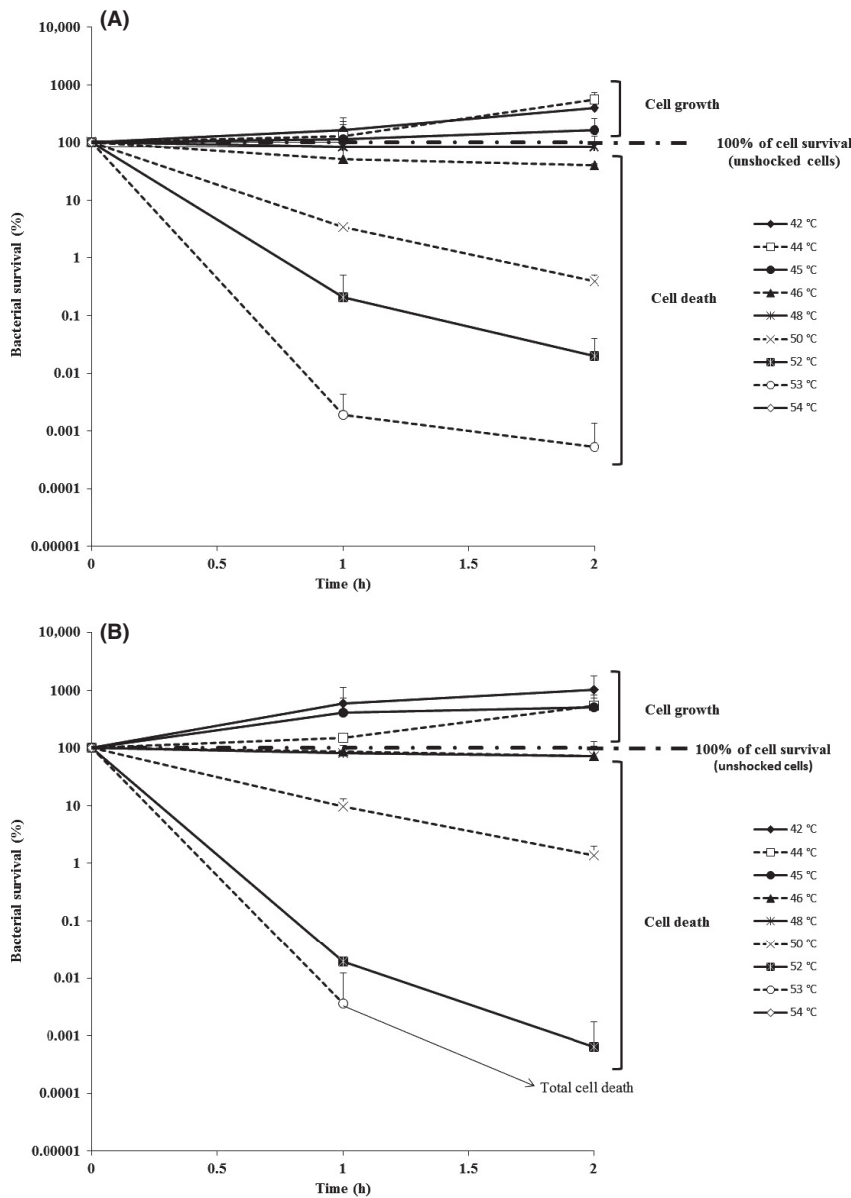 (A)
10,000
1000
100
10
1
0.1
0.01
0.001
0.0001
0.00001
Bacterial survival (%)
0
0.5
1
1.5
2
Time (h)
Cell growth
100% of cell survival
(unshocked cells)
Cell death
42 °C
44 °C
45 °C
46 °C
48 °C
50 °C
52 °C
53 °C
54 °C
(B)
10,000
1000
100
10
1
0.1
0.01
0.001
0.0001
0.00001
Bacterial survival (%)
0
0.5
1
1.5
2
Time (h)
Cell growth
100% of cell survival
(unshocked cells)
Cell death
Total cell death
42 °C
44 °C
45 °C
46 °C
48 °C
50 °C
52 °C
53 °C
54 °C